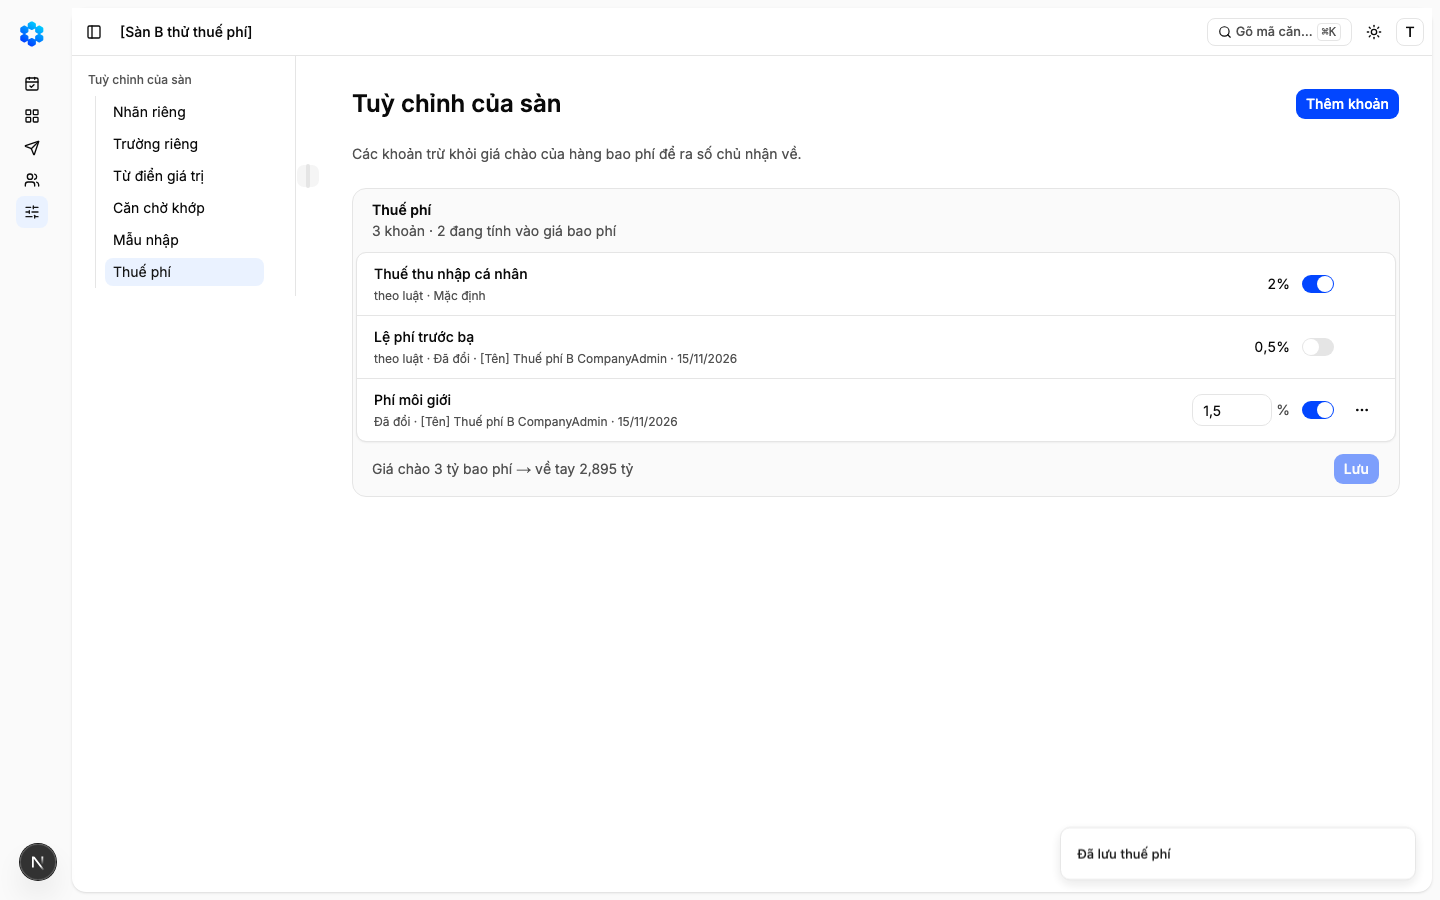 [Sàn B thử thuế phí]
Gõ mã căn... ⌘K
T
Tuỳ chỉnh của sàn
Nhãn riêng
Trường riêng
Từ điển giá trị
Căn chờ khớp
Mẫu nhập
Thuế phí
Tuỳ chỉnh của sàn
Thêm khoản
Các khoản trừ khỏi giá chào của hàng bao phí để ra số chủ nhận về.
Thuế phí
3 khoản · 2 đang tính vào giá bao phí
Thuế thu nhập cá nhân
theo luật · Mặc định
2%
Lệ phí trước bạ
theo luật · Đã đổi · [Tên] Thuế phí B CompanyAdmin · 15/11/2026
0,5%
Phí môi giới
Đã đổi · [Tên] Thuế phí B CompanyAdmin · 15/11/2026
1,5 %
Giá chào 3 tỷ bao phí → về tay 2,895 tỷ
Lưu
N
Đã lưu thuế phí